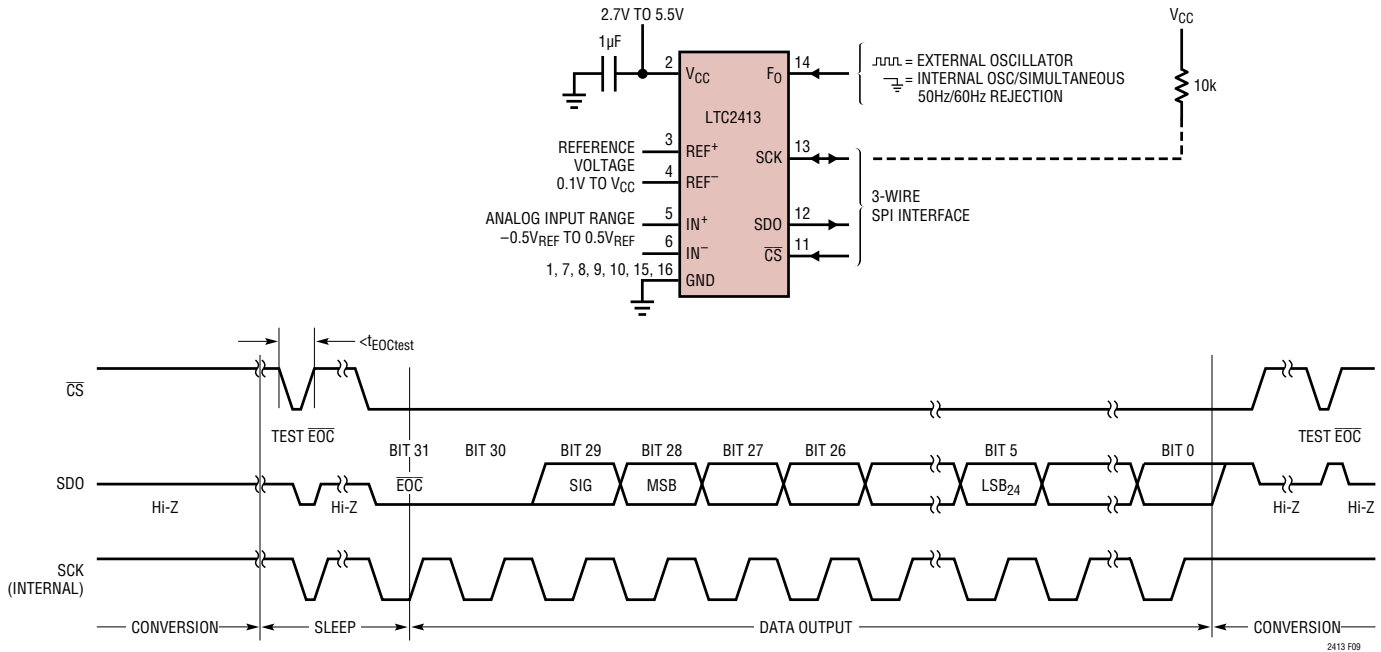 2.7V TO 5.5V
VCC
1µF
2
VCC
FO
14
= EXTERNAL OSCILLATOR
= INTERNAL OSC/SIMULTANEOUS
50Hz/60Hz REJECTION
10k
LTC2413
REFERENCE
VOLTAGE
0.1V TO VCC
3
REF+
4
REF−
SCK
13
3-WIRE
SPI INTERFACE
ANALOG INPUT RANGE
−0.5VREF TO 0.5VREF
5
IN+
6
IN−
SDO
12
CS
11
1, 7, 8, 9, 10, 15, 16
GND
<tEOCtest
CS
TEST EOC
TEST EOC
BIT 31
BIT 30
BIT 29
BIT 28
BIT 27
BIT 26
BIT 5
BIT 0
SDO
EOC
SIG
MSB
LSB24
Hi-Z
Hi-Z
Hi-Z
Hi-Z
SCK
(INTERNAL)
CONVERSION
SLEEP
DATA OUTPUT
CONVERSION
2413 F09